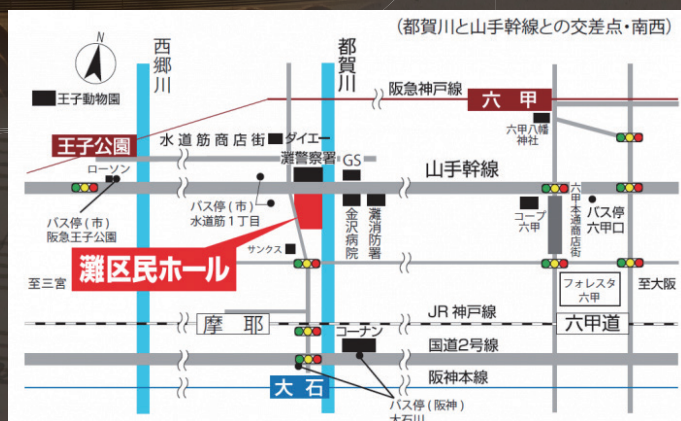 (都賀川と山手幹線との交差点・南西)
N
西郷川
都賀川
王子動物園
阪急神戸線
六甲
王子公園
水道筋商店街
ダイエー
六甲八幡
神社
ローソン
灘警察署
GS
山手幹線
バス停(市)
阪急王子公園
バス停(市)
水道筋1丁目
金沢病院
灘消防署
コープ
六甲
六甲本通商店街
バス停
六甲口
サンクス
灘区民ホール
至三宮
フォレスタ
六甲
至大阪
JR神戸線
摩耶
コーナン
六甲道
国道2号線
阪神本線
大石
バス停(阪神)
大石川